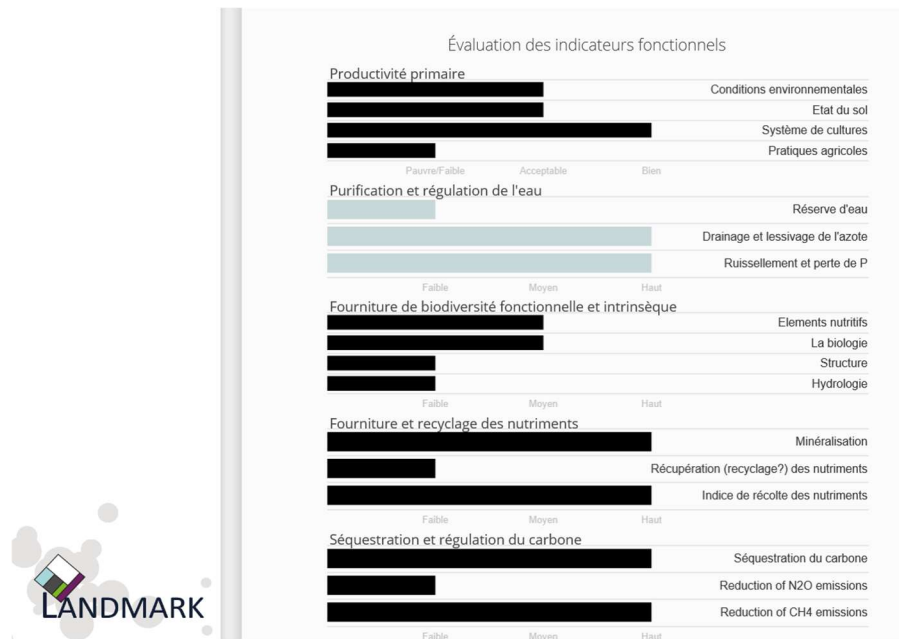 Évaluation des indicateurs fonctionnels
Productivité primaire
Conditions environnementales
Etat du sol
Système de cultures
Pratiques agricoles
Pauvre/Faible Acceptable Bien
Purification et régulation de l'eau
Réserve d'eau
Drainage et lessivage de l'azote
Ruissellement et perte de P
Faible Moyen Haut
Fourniture de biodiversité fonctionnelle et intrinsèque
Elements nutritifs
La biologie
Structure
Hydrologie
Faible Moyen Haut
Fourniture et recyclage des nutriments
Minéralisation
Récupération (recyclage?) des nutriments
Indice de récolte des nutriments
Faible Moyen Haut
Séquestration et régulation du carbone
Séquestration du carbone
Reduction of N2O emissions
Reduction of CH4 emissions
Faible Moyen Haut
LANDMARK